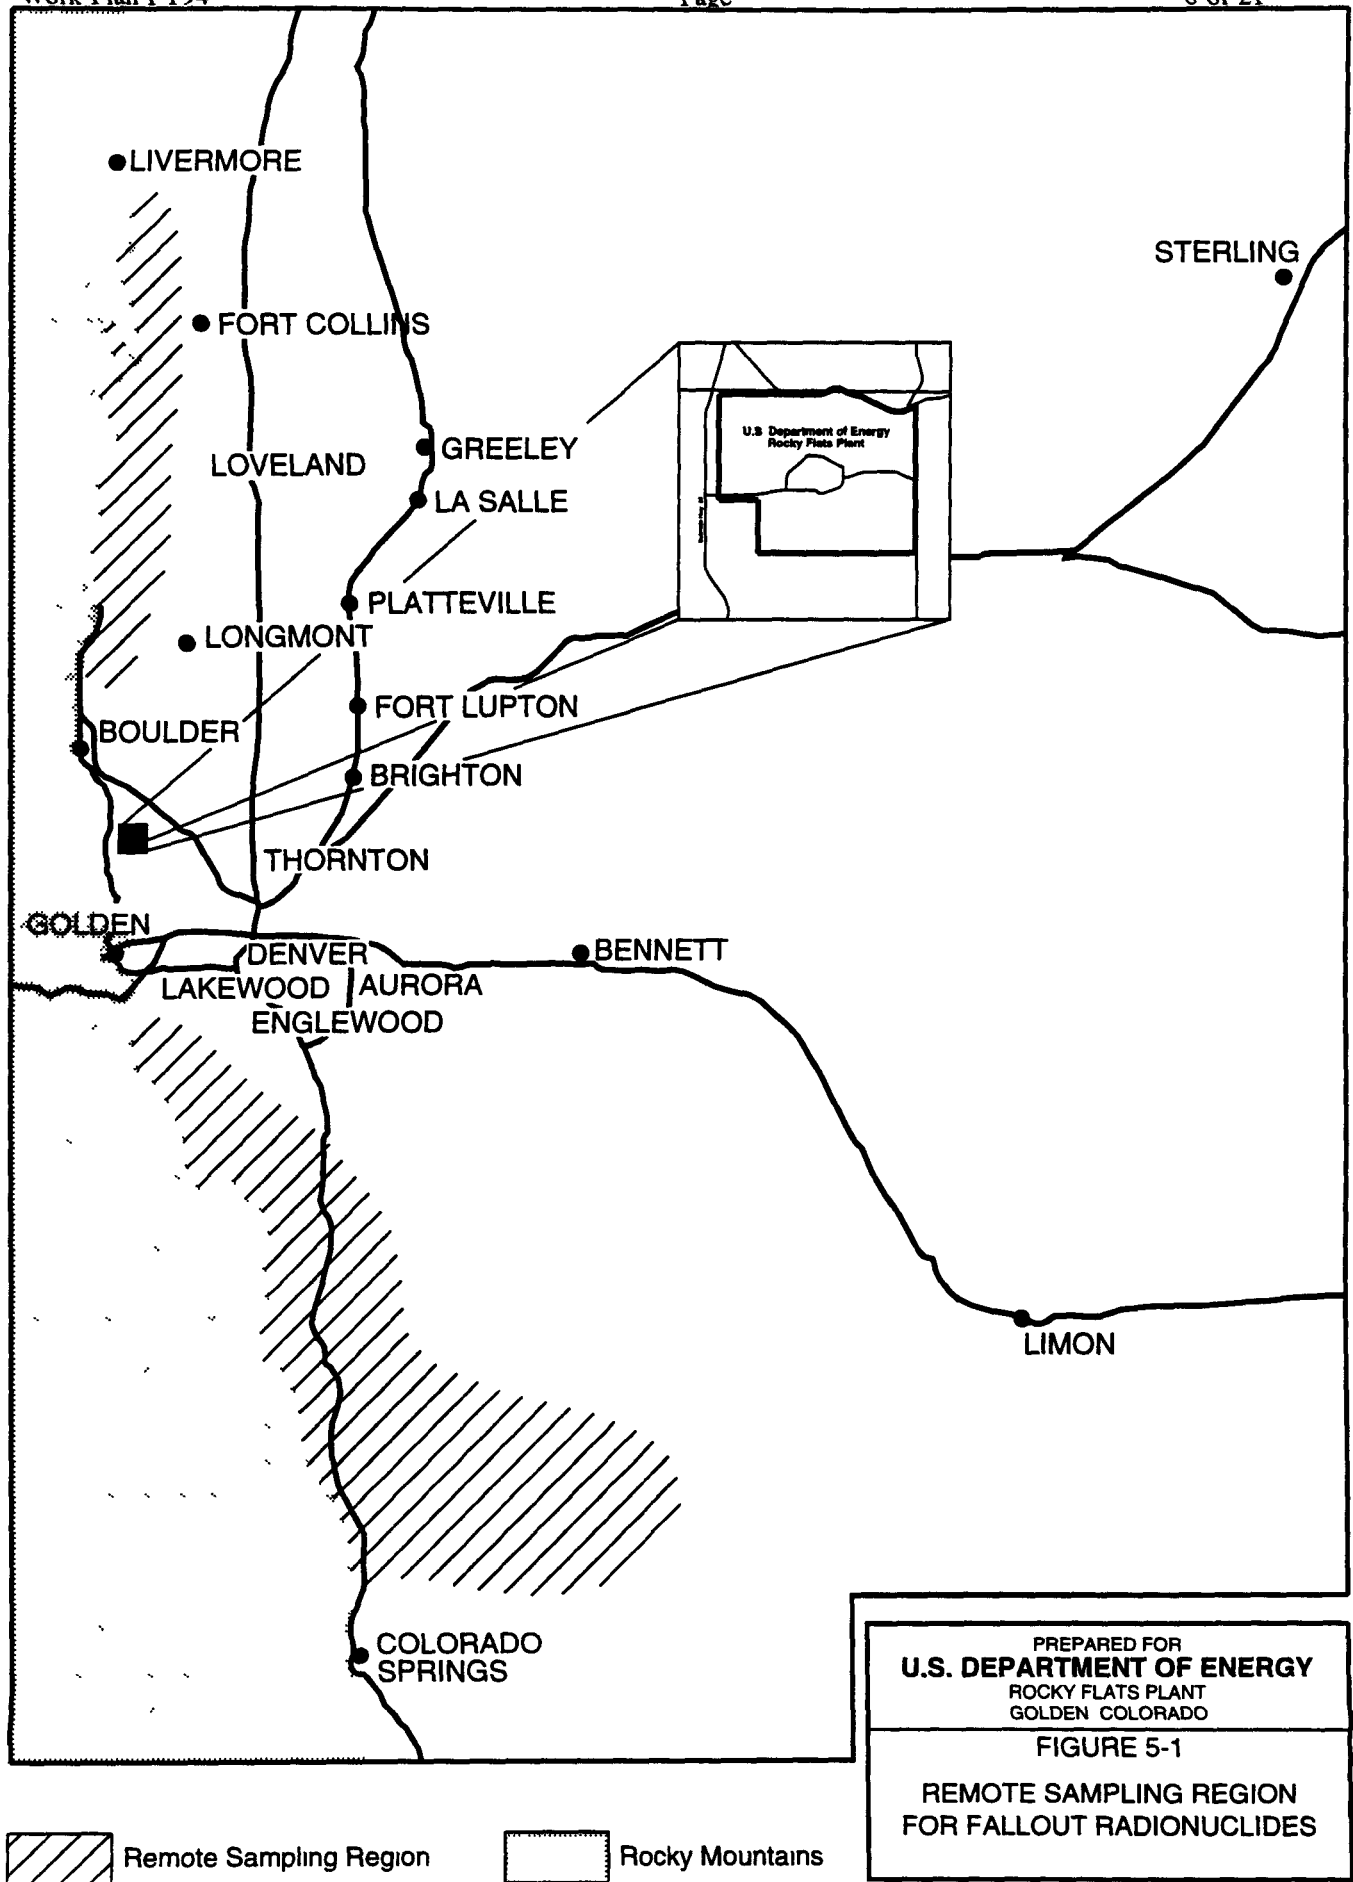 Page
LIVERMORE
STERLING
FORT COLLINS
U.S Department of Energy
Rocky Flats Plant
GREELEY
LOVELAND
LA SALLE
PLATTEVILLE
LONGMONT
FORT LUPTON
BOULDER
BRIGHTON
THORNTON
GOLDEN
DENVER
BENNETT
LAKEWOOD
AURORA
ENGLEWOOD
LIMON
COLORADO
SPRINGS
PREPARED FOR
U.S. DEPARTMENT OF ENERGY
ROCKY FLATS PLANT
GOLDEN COLORADO
FIGURE 5-1
REMOTE SAMPLING REGION
FOR FALLOUT RADIONUCLIDES
Remote Sampling Region
Rocky Mountains